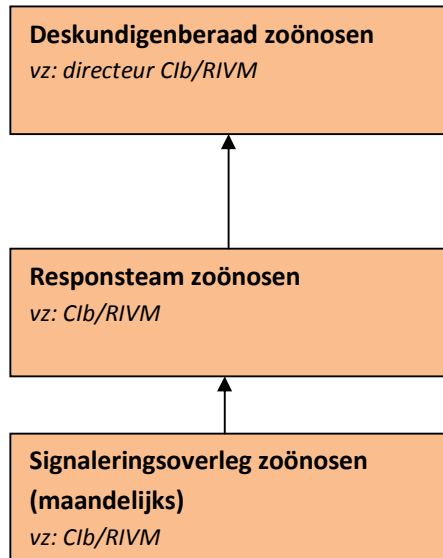 Deskundigenberaad zoönosen
vz: directeur CIb/RIVM
Responsteam zoönosen
vz: CIb/RIVM
Signaleringsoverleg zoönosen
(maandelijks)
vz: CIb/RIVM